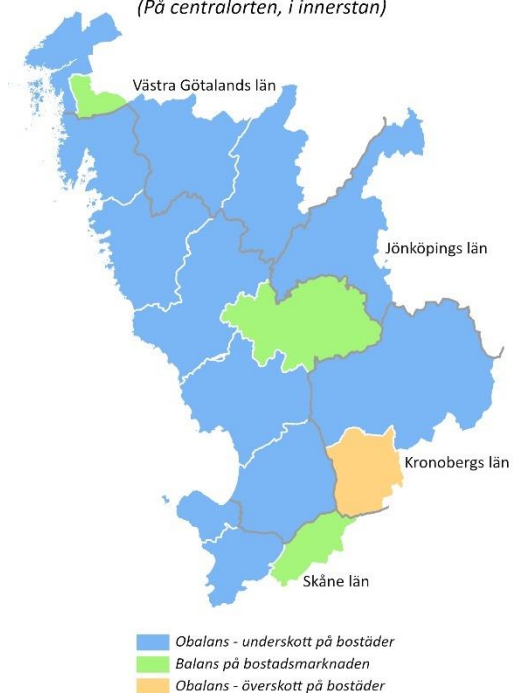 (På centralorten, i innerstan)
Västra Götalands län
Jönköpings län
Kronobergs län
Skåne län
Obalans - underskott på bostäder
Balans på bostadsmarknaden
Obalans - överskott på bostäder